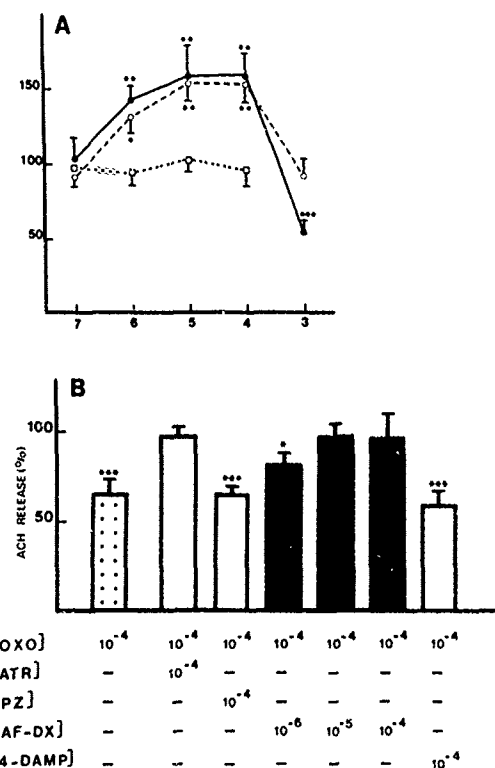 A
150
100
50
7 6 5 4 3
** ** **
* ** **
***
B
100
50
ACH RELEASE (%)
*** *** * ***
OXO] 10-4 10-4 10-4 10-4 10-4 10-4 10-4
ATR] – 10-4 – – – – –
PZ] – – 10-4 – – – –
AF-DX] – – – 10-6 10-5 10-4 –
4-DAMP] – – – – – – 10-4